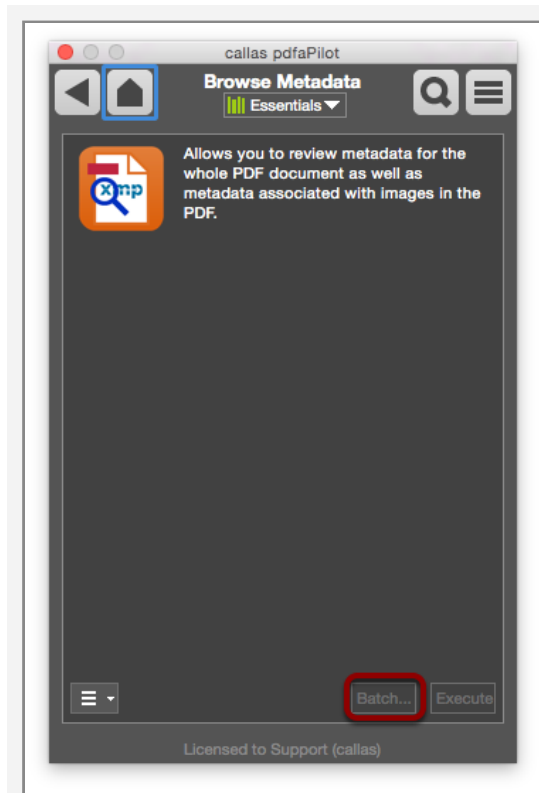 callas pdfaPilot
Browse Metadata
Essentials
xmp
Allows you to review metadata for the
whole PDF document as well as
metadata associated with images in the
PDF.
Batch...
Execute
Licensed to Support (callas)